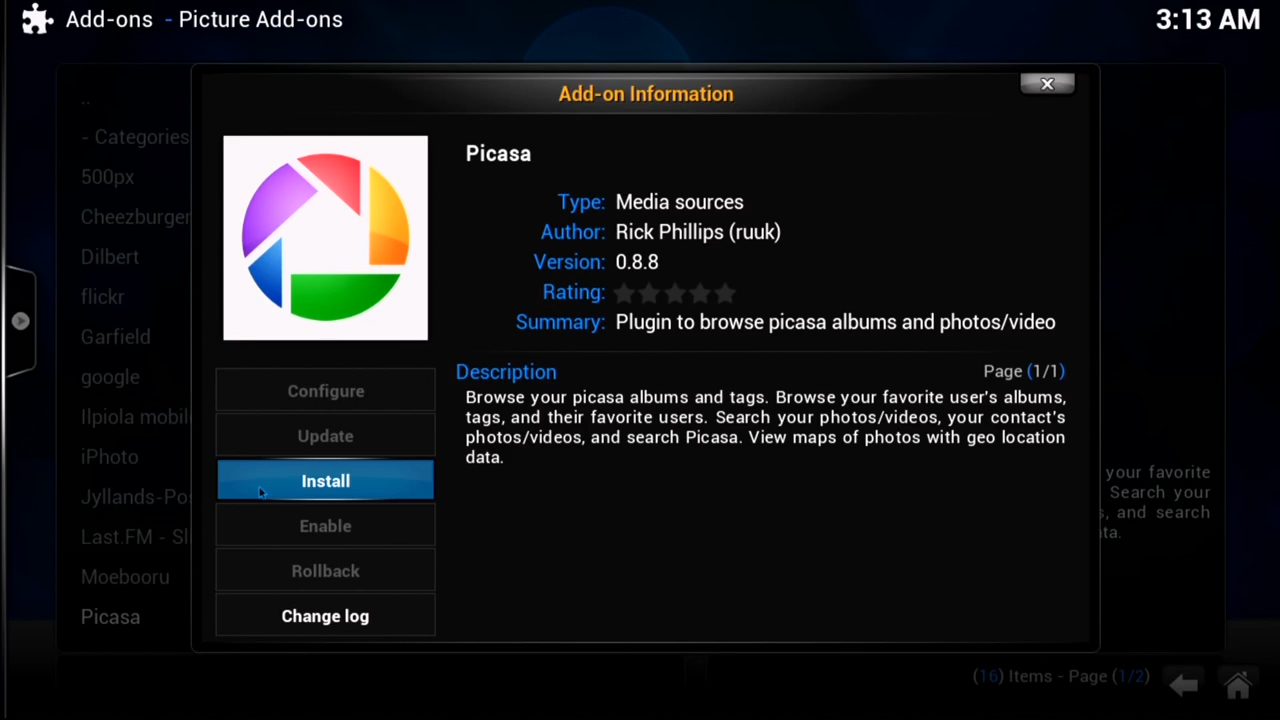 Add-ons - Picture Add-ons
3:13 AM
Add-on Information
..
- Categories
500px
Cheezburger
Dilbert
flickr
Garfield
google
Ilpiola mobil
iPhoto
Jyllands-Pos
Last.FM - Sl
Moebooru
Picasa
Picasa
Type: Media sources
Author: Rick Phillips (ruuk)
Version: 0.8.8
Rating:
Summary: Plugin to browse picasa albums and photos/video
Description
Page (1/1)
Browse your picasa albums and tags. Browse your favorite user's albums,
tags, and their favorite users. Search your photos/videos, your contact's
photos/videos, and search Picasa. View maps of photos with geo location
data.
Configure
Update
Install
Enable
Rollback
Change log
your favorite
Search your
s, and search
ta.
(16) Items - Page (1/2)